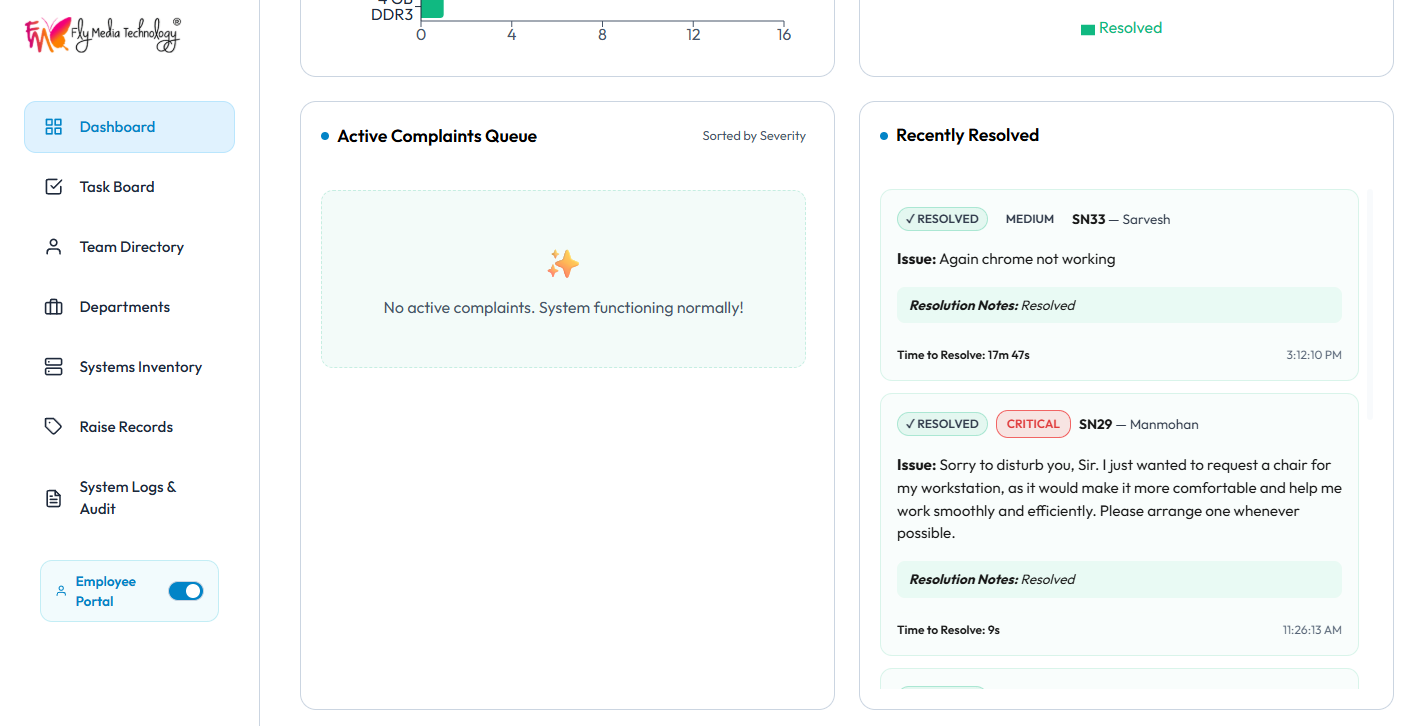 Fly Media Technology®
Dashboard
Task Board
Team Directory
Departments
Systems Inventory
Raise Records
System Logs &
Audit
Employee
Portal
4 GB
DDR3
0 4 8 12 16
Resolved
Active Complaints Queue
Sorted by Severity
No active complaints. System functioning normally!
Recently Resolved
✓ RESOLVED MEDIUM SN33 — Sarvesh
Issue: Again chrome not working
Resolution Notes: Resolved
Time to Resolve: 17m 47s 3:12:10 PM
✓ RESOLVED CRITICAL SN29 — Manmohan
Issue: Sorry to disturb you, Sir. I just wanted to request a chair for
my workstation, as it would make it more comfortable and help me
work smoothly and efficiently. Please arrange one whenever
possible.
Resolution Notes: Resolved
Time to Resolve: 9s 11:26:13 AM